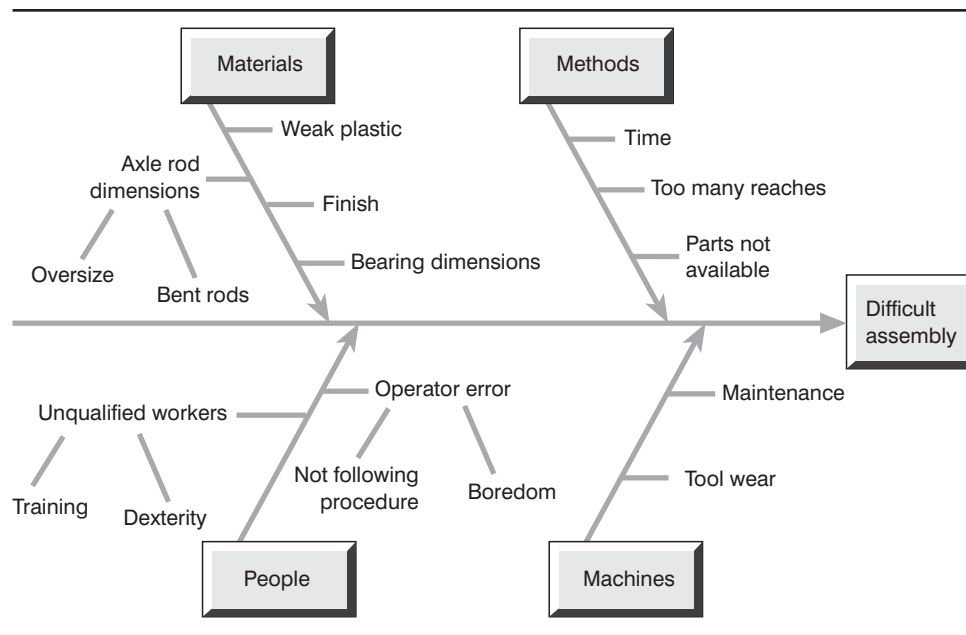 Materials
Methods
Weak plastic
Time
Axle rod
dimensions
Too many reaches
Finish
Parts not
available
Bearing dimensions
Oversize
Bent rods
Difficult
assembly
Operator error
Maintenance
Unqualified workers
Not following
procedure
Boredom
Tool wear
Training
Dexterity
People
Machines